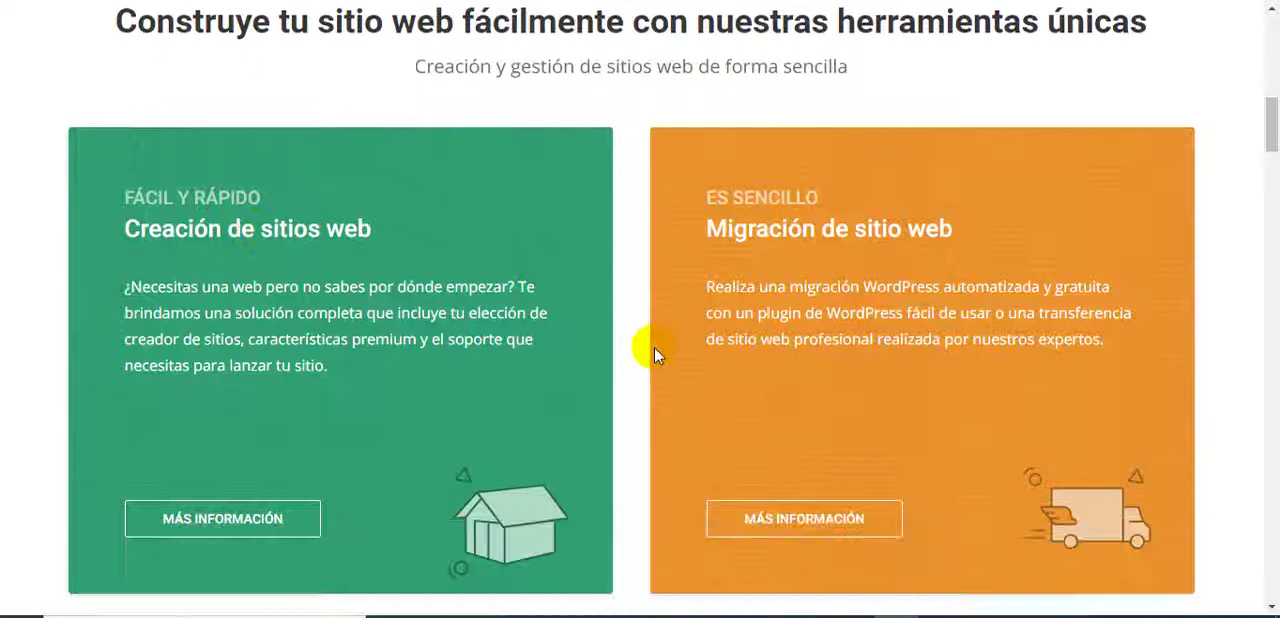 Construye tu sitio web fácilmente con nuestras herramientas únicas
Creación y gestión de sitios web de forma sencilla
FÁCIL Y RÁPIDO
Creación de sitios web
¿Necesitas una web pero no sabes por dónde empezar? Te
brindamos una solución completa que incluye tu elección de
creador de sitios, características premium y el soporte que
necesitas para lanzar tu sitio.
MÁS INFORMACIÓN
ES SENCILLO
Migración de sitio web
Realiza una migración WordPress automatizada y gratuita
con un plugin de WordPress fácil de usar o una transferencia
de sitio web profesional realizada por nuestros expertos.
MÁS INFORMACIÓN